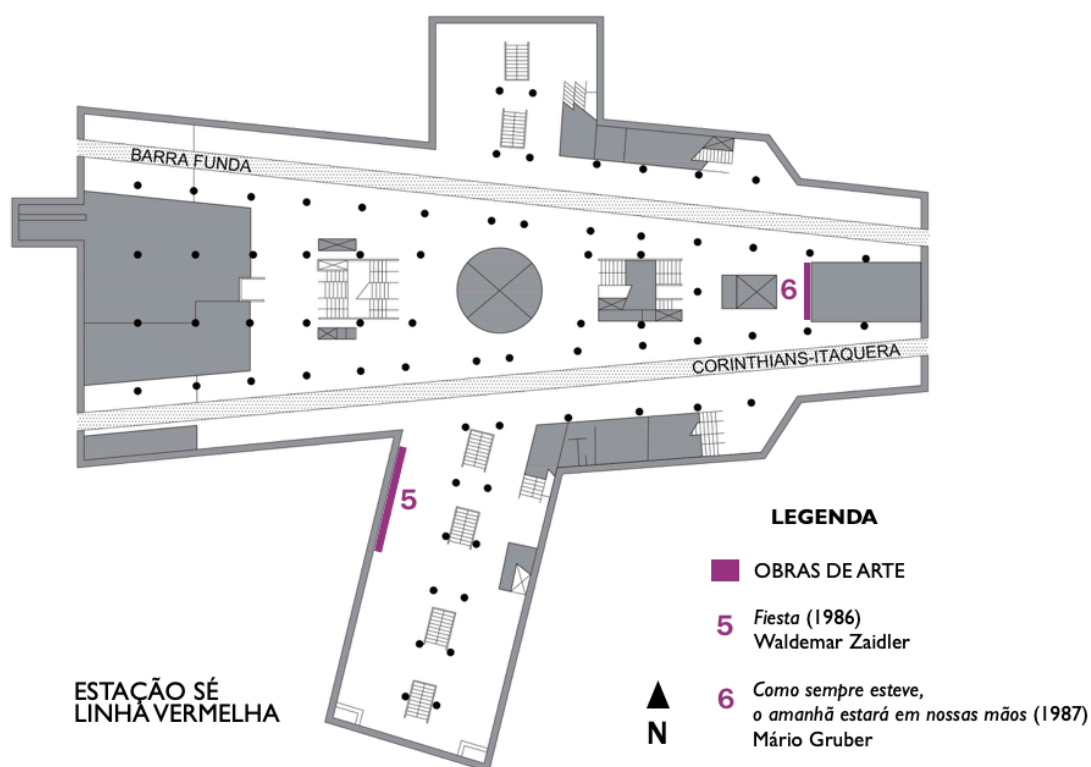 BARRA FUNDA
6
CORINTHIANS-ITAQUERA
5
LEGENDA
OBRAS DE ARTE
5 Fiesta (1986)
Waldemar Zaidler
6 Como sempre esteve,
o amanhã estará em nossas mãos (1987)
Mário Gruber
ESTAÇÃO SÉ
LINHA VERMELHA
N